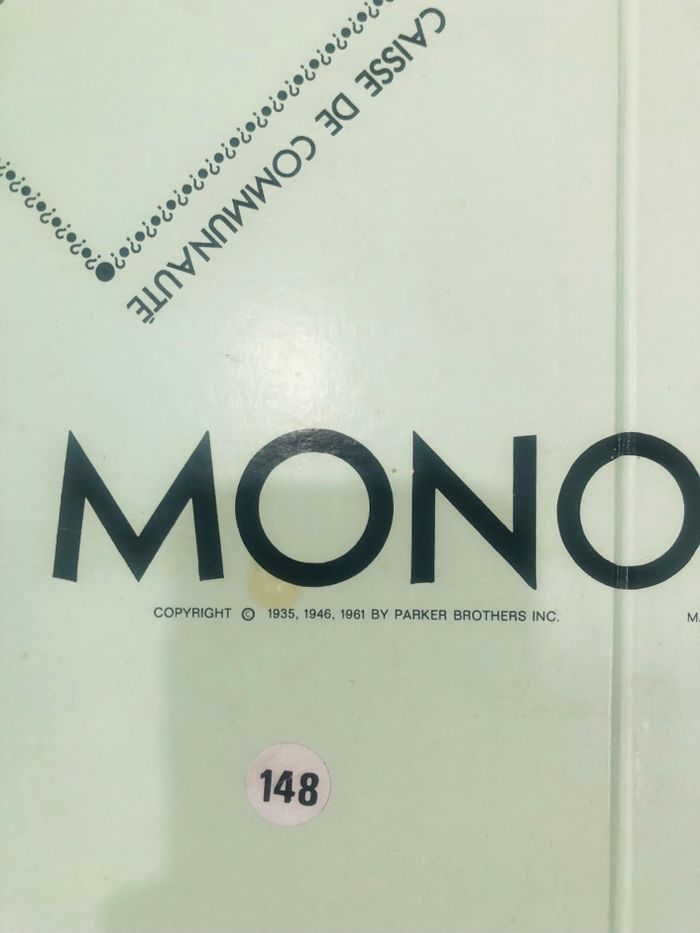 CAISSE DE COMMUNAUTÉ
MONO
COPYRIGHT © 1935, 1946, 1961 BY PARKER BROTHERS INC.
148